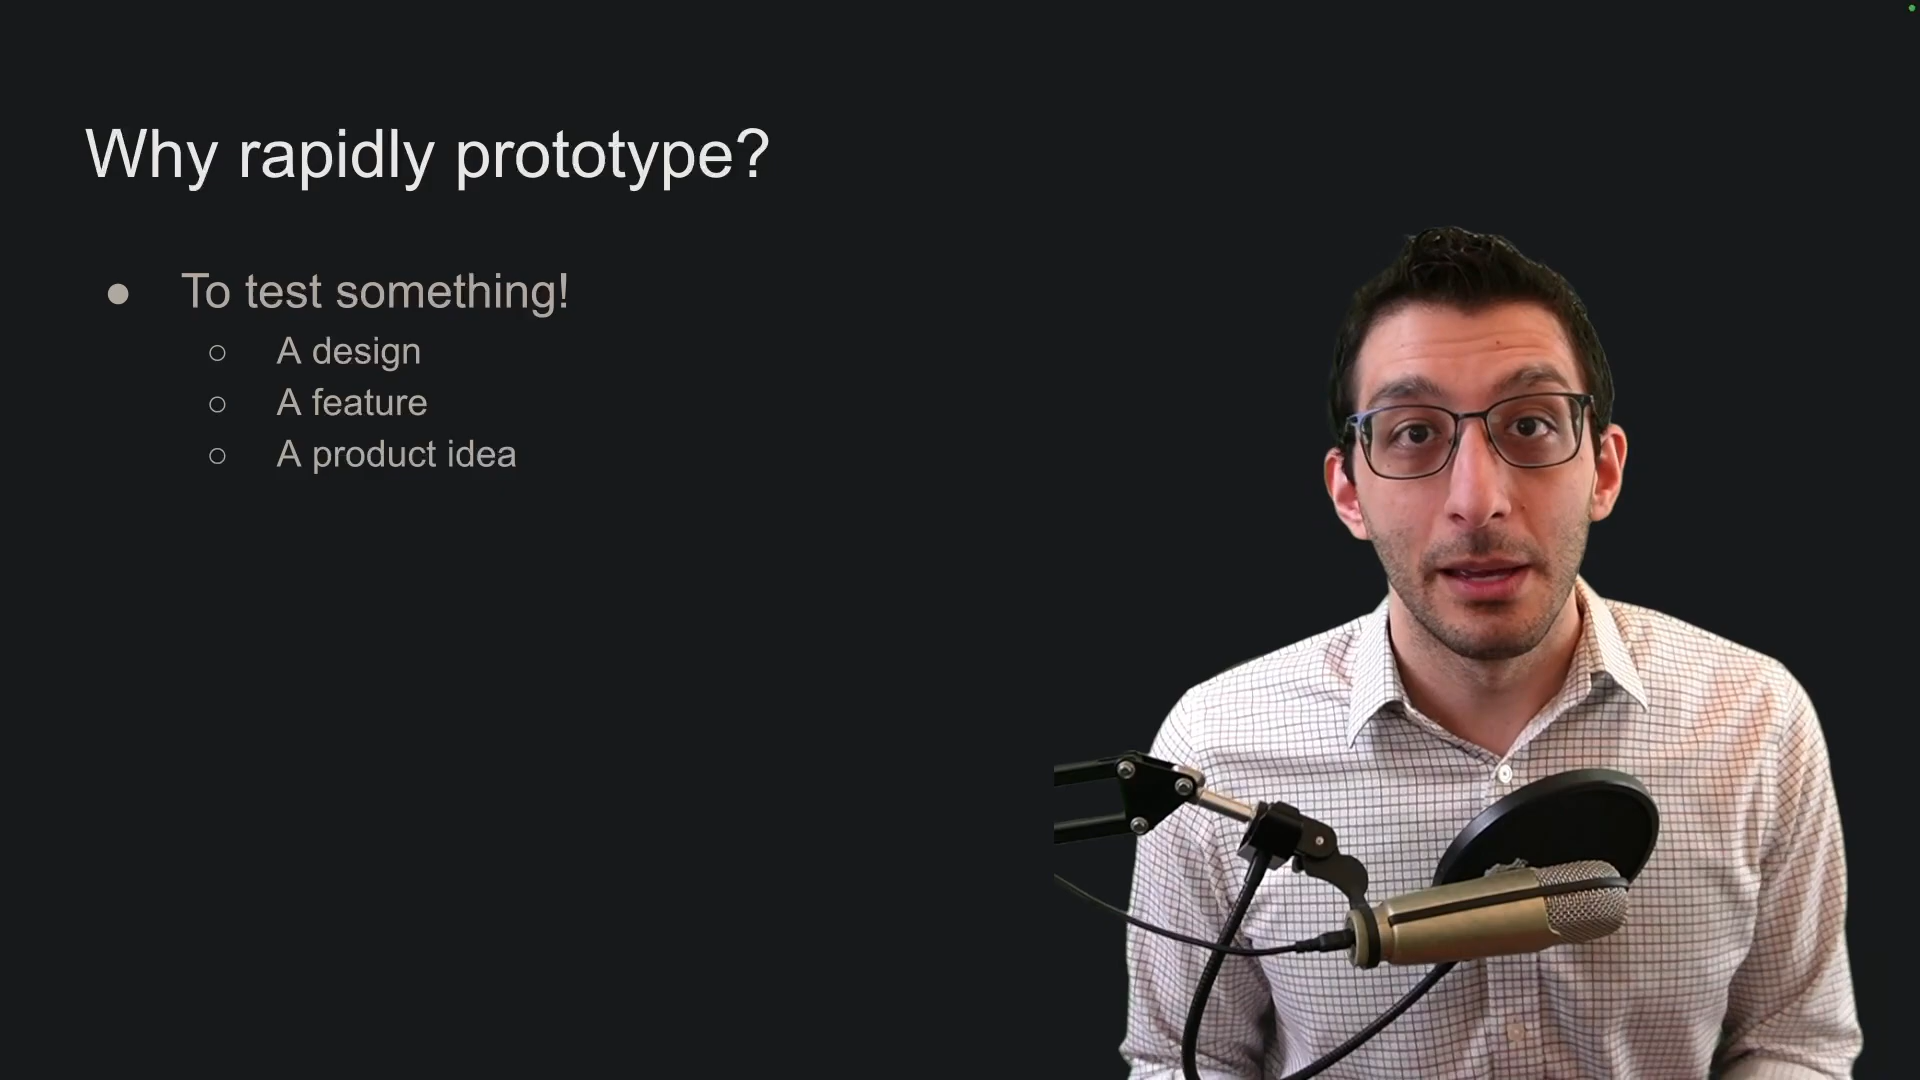 Why rapidly prototype?
● To test something!
○ A design
○ A feature
○ A product idea